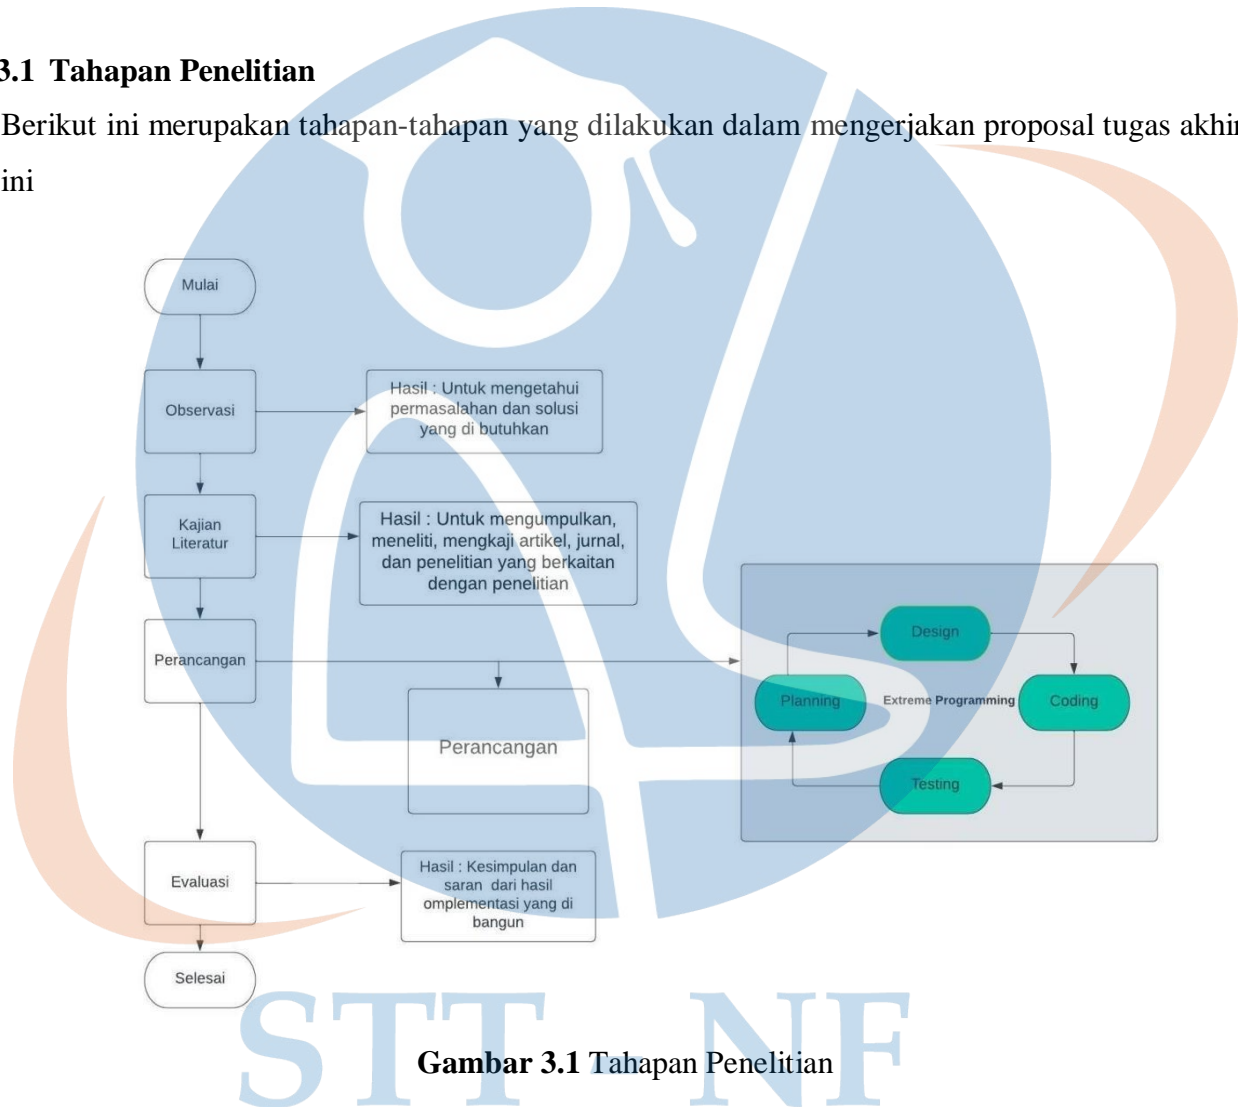 3.1 Tahapan Penelitian
Berikut ini merupakan tahapan-tahapan yang dilakukan dalam mengerjakan proposal tugas akhir
ini
Mulai
Observasi
Hasil : Untuk mengetahui
permasalahan dan solusi
yang di butuhkan
Kajian
Literatur
Hasil : Untuk mengumpulkan,
meneliti, mengkaji artikel, jurnal,
dan penelitian yang berkaitan
dengan penelitian
Perancangan
Perancangan
Design
Planning
Extreme Programming
Coding
Testing
Evaluasi
Hasil : Kesimpulan dan
saran dari hasil
omplementasi yang di
bangun
Selesai
STT - NF
Gambar 3.1 Tahapan Penelitian